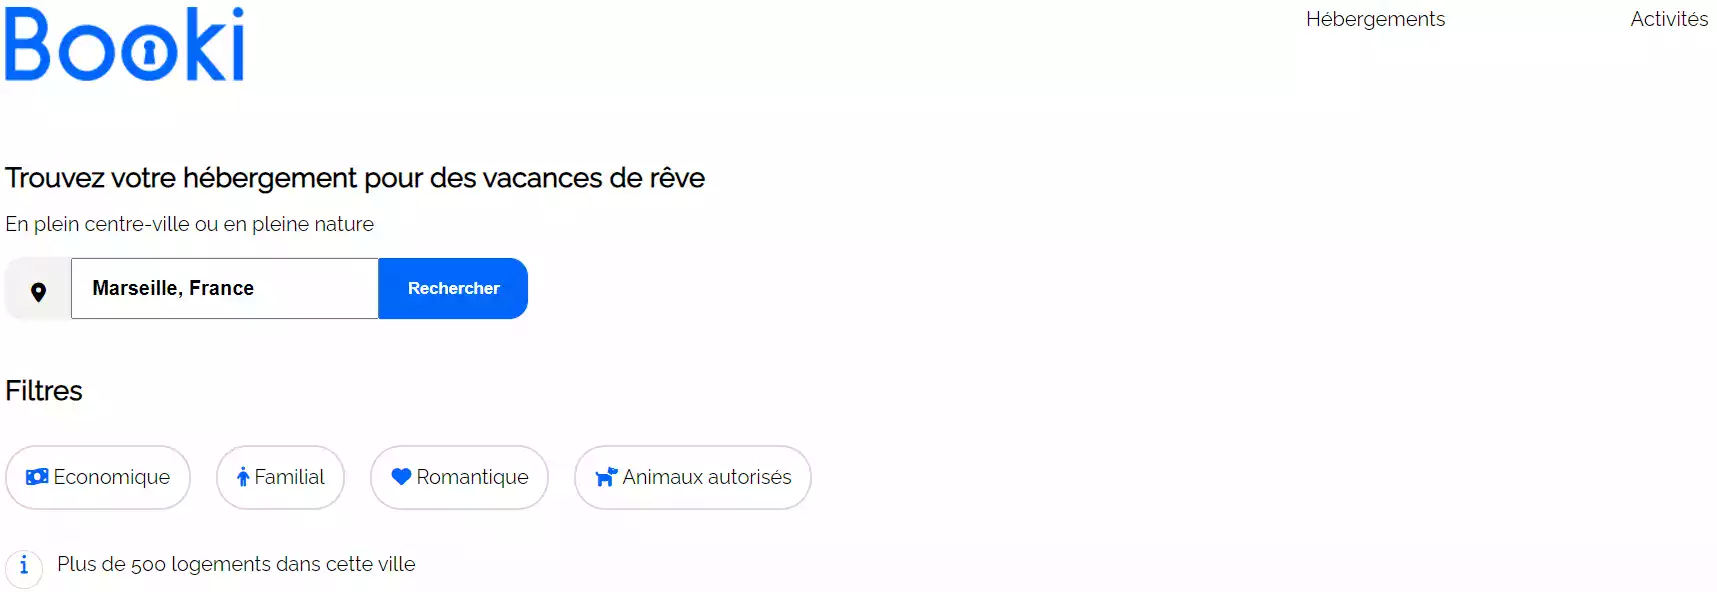 Booki
Hébergements
Activités
Trouvez votre hébergement pour des vacances de rêve
En plein centre-ville ou en pleine nature
Marseille, France
Rechercher
Filtres
Economique
Familial
Romantique
Animaux autorisés
i
Plus de 500 logements dans cette ville